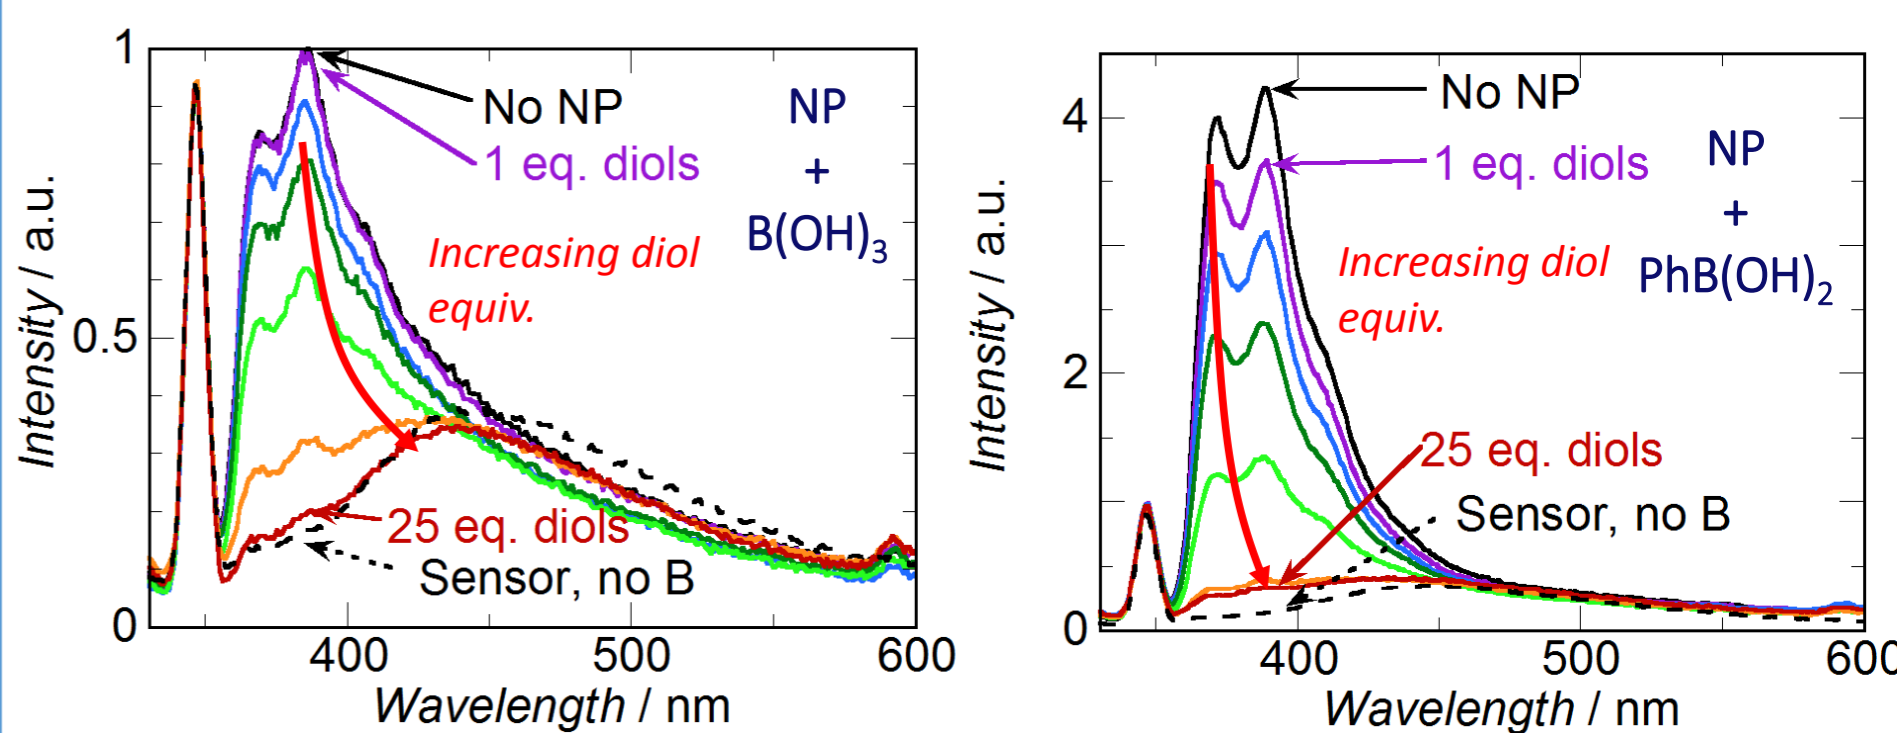 1
0.5
0
Intensity / a.u.
No NP
1 eq. diols
NP
+
B(OH)₃
Increasing diol
equiv.
25 eq. diols
Sensor, no B
400
500
600
Wavelength / nm
4
2
0
Intensity / a.u.
No NP
1 eq. diols
NP
+
PhB(OH)₂
Increasing diol
equiv.
25 eq. diols
Sensor, no B
400
500
600
Wavelength / nm